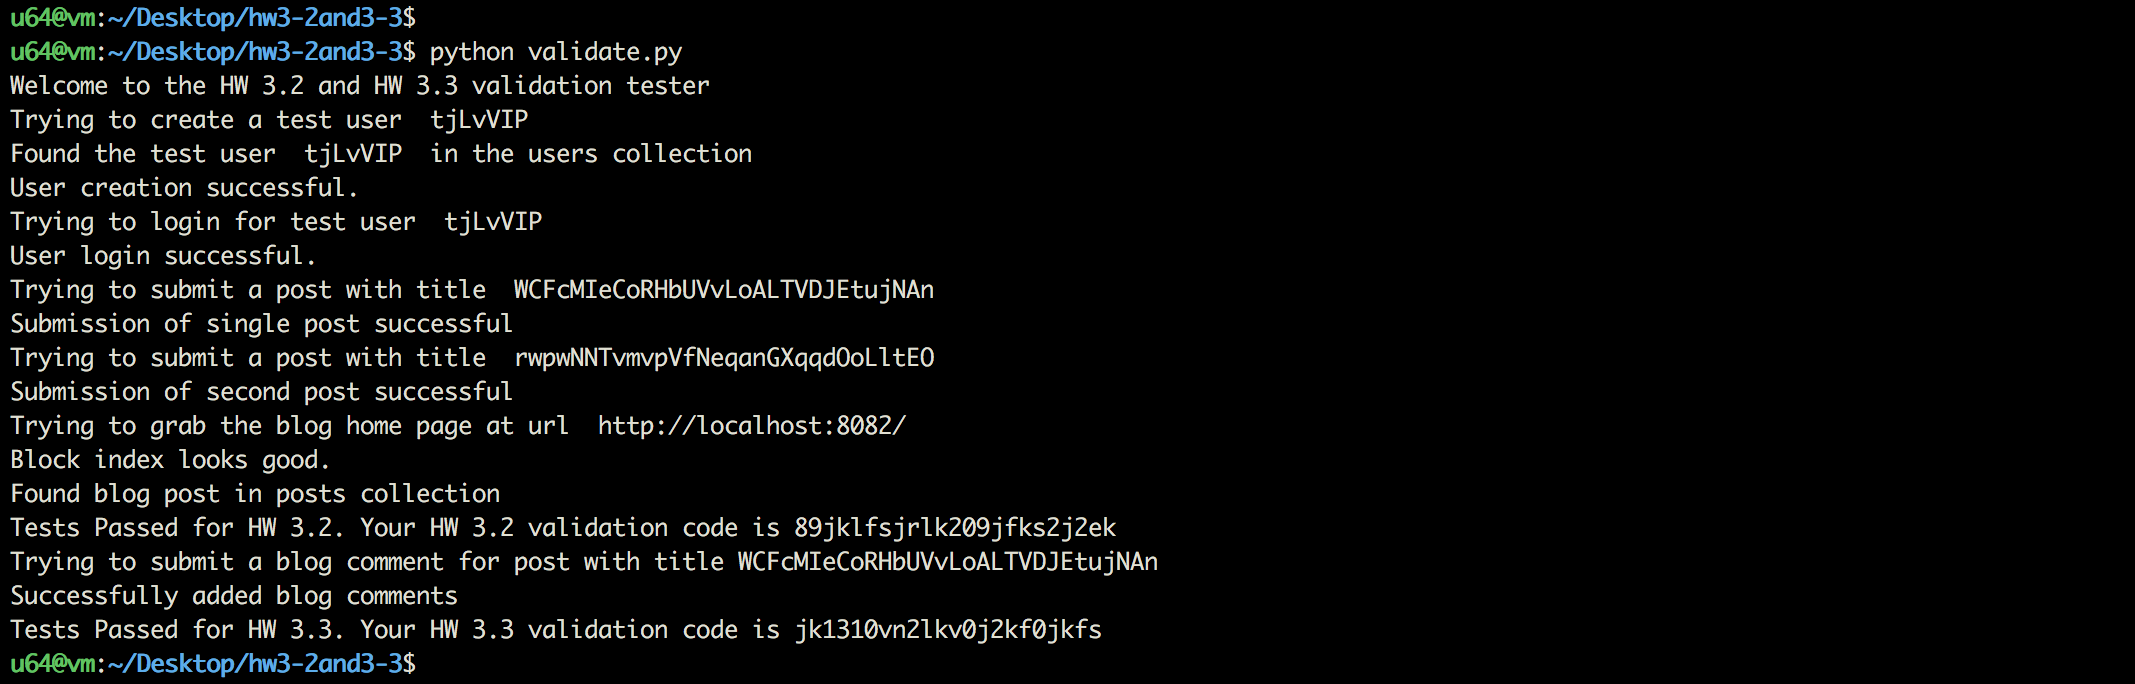 u64@vm:~/Desktop/hw3-2and3-3$
u64@vm:~/Desktop/hw3-2and3-3$ python validate.py
Welcome to the HW 3.2 and HW 3.3 validation tester
Trying to create a test user  tjLvVIP
Found the test user  tjLvVIP  in the users collection
User creation successful.
Trying to login for test user  tjLvVIP
User login successful.
Trying to submit a post with title  WCFcMIeCoRHbUVvLoALTVDJEtujNAn
Submission of single post successful
Trying to submit a post with title  rwpwNNTvmvpVfNeqanGXqqdOoLltEO
Submission of second post successful
Trying to grab the blog home page at url  http://localhost:8082/
Block index looks good.
Found blog post in posts collection
Tests Passed for HW 3.2. Your HW 3.2 validation code is 89jklfsjrlk209jfks2j2ek
Trying to submit a blog comment for post with title WCFcMIeCoRHbUVvLoALTVDJEtujNAn
Successfully added blog comments
Tests Passed for HW 3.3. Your HW 3.3 validation code is jk1310vn2lkv0j2kf0jkfs
u64@vm:~/Desktop/hw3-2and3-3$